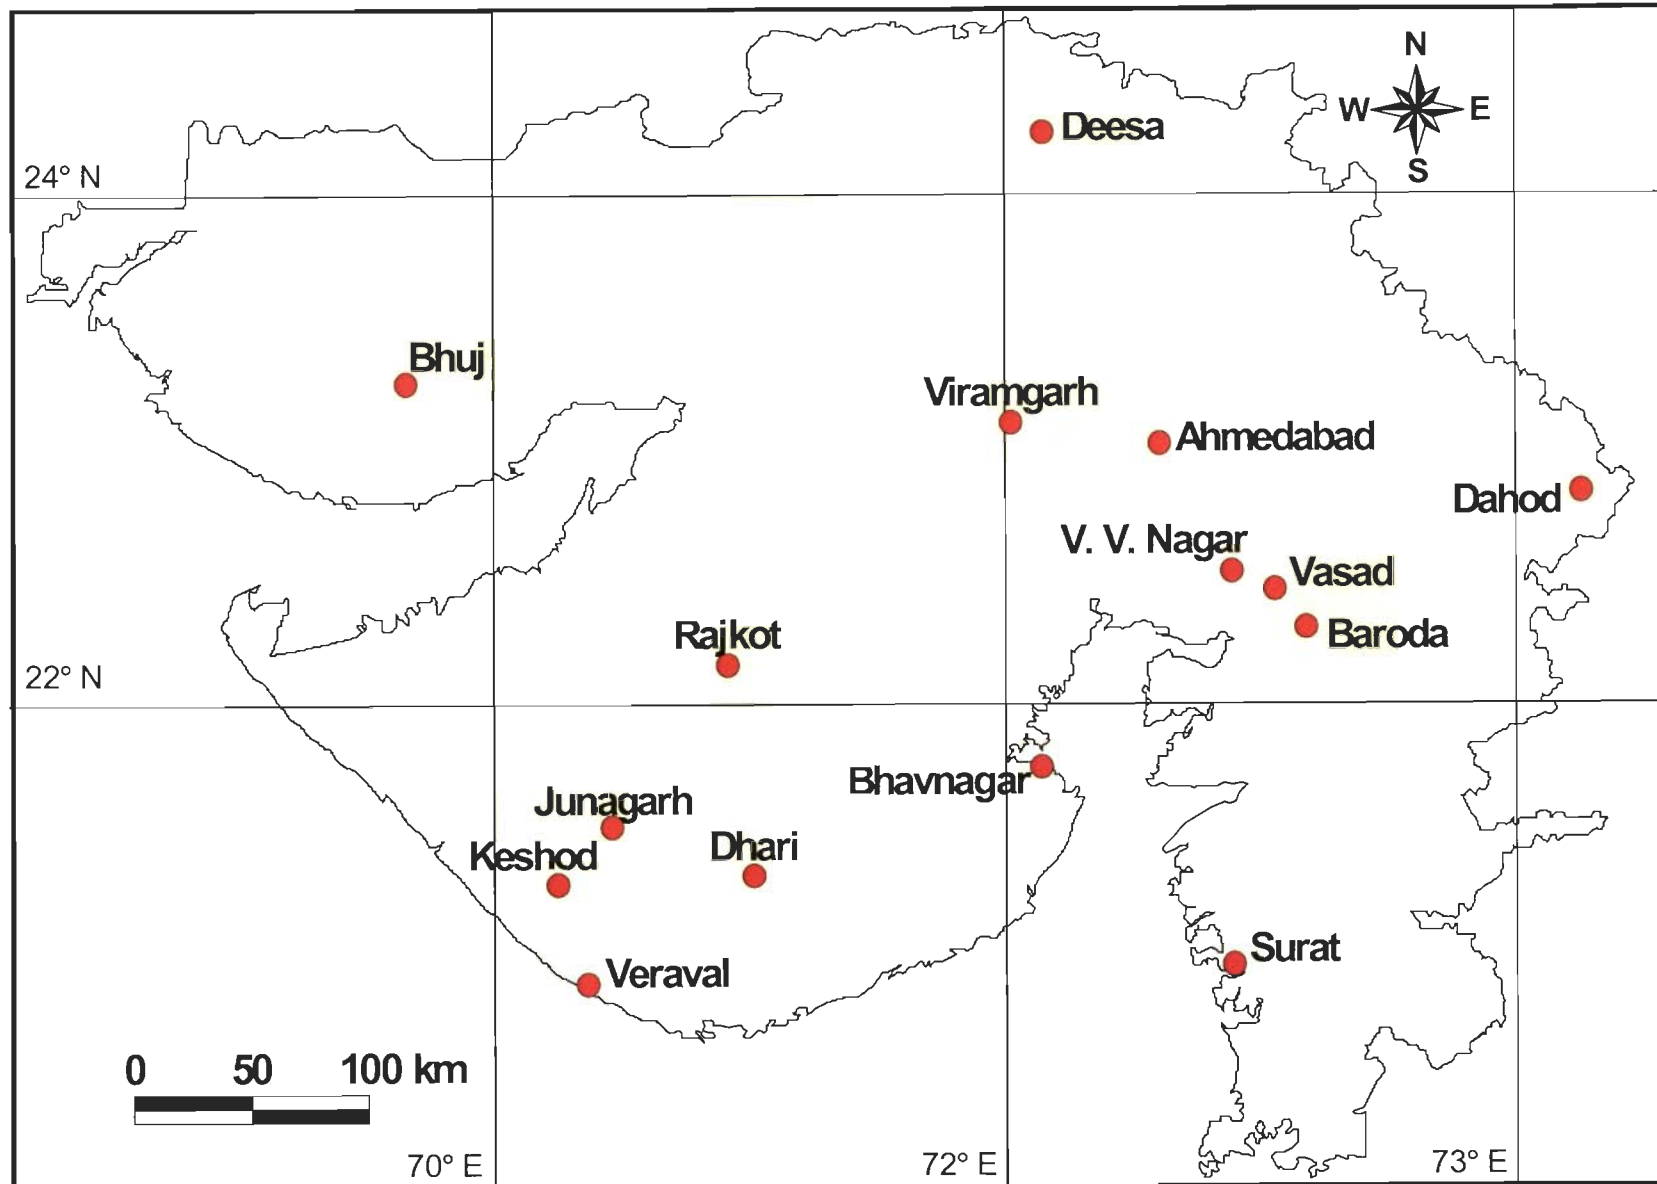 N
W E
S
Deesa
24° N
Bhuj
Viramgarh
Ahmedabad
Dahod
V. V. Nagar
Vasad
Baroda
Rajkot
22° N
Bhavnagar
Junagarh
Dhari
Keshod
Surat
Veraval
0 50 100 km
70° E 72° E 73° E